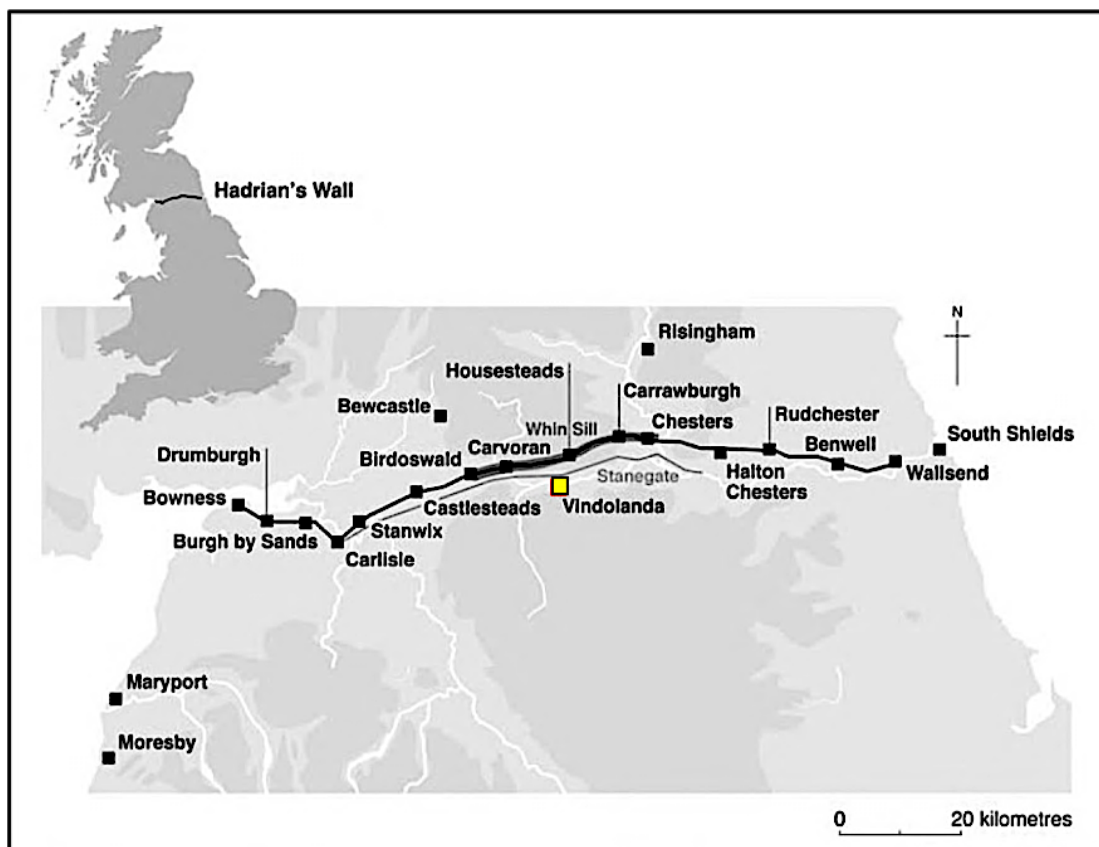 Hadrian's Wall
N
Risingham
Housesteads
Carrawburgh
Bewcastle
Whin Sill
Chesters
Rudchester
Drumburgh
Carvoran
Birdoswald
Benwell
South Shields
Bowness
Stanegate
Halton
Chesters
Wallsend
Castlesteads
Vindolanda
Stanwix
Burgh by Sands
Carlisle
Maryport
Moresby
0 20 kilometres